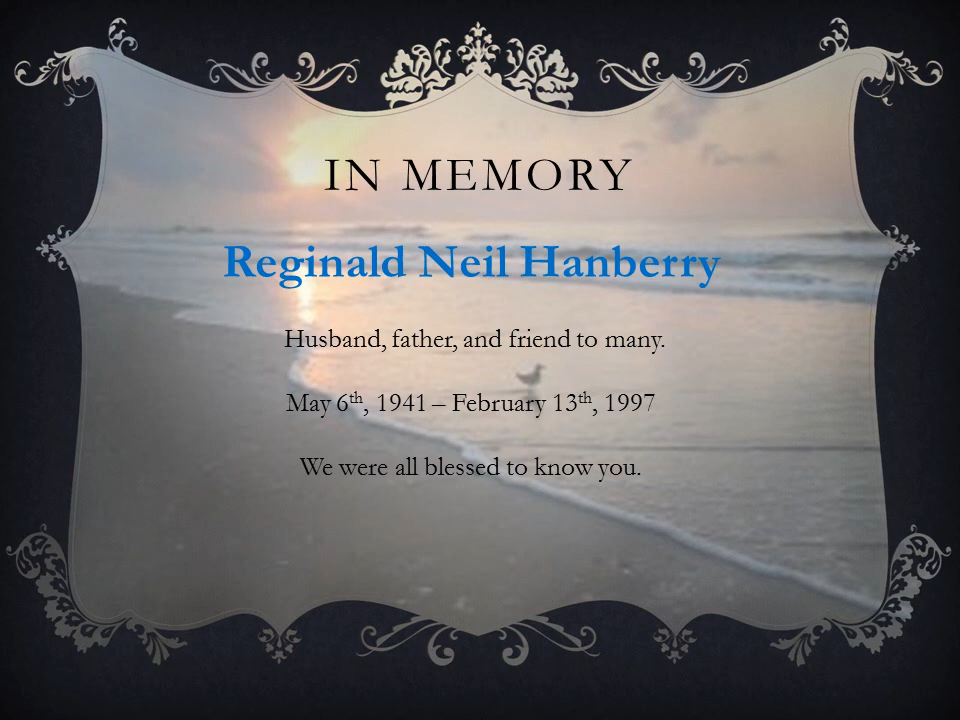 IN MEMORY
Reginald Neil Hanberry
Husband, father, and friend to many.
May 6th, 1941 – February 13th, 1997
We were all blessed to know you.